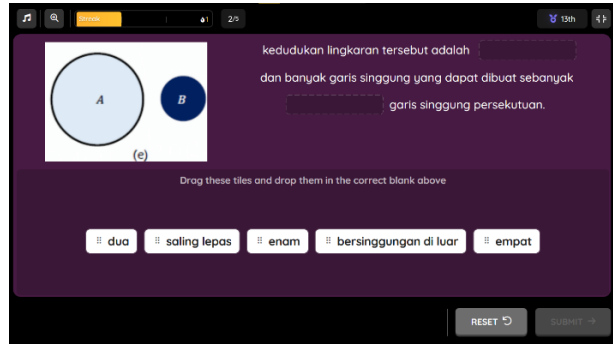 Streak
1
2/5
13th
kedudukan lingkaran tersebut adalah
dan banyak garis singgung yang dapat dibuat sebanyak
garis singgung persekutuan.
A
B
(e)
Drag these tiles and drop them in the correct blank above
dua
saling lepas
enam
bersinggungan di luar
empat
RESET
SUBMIT